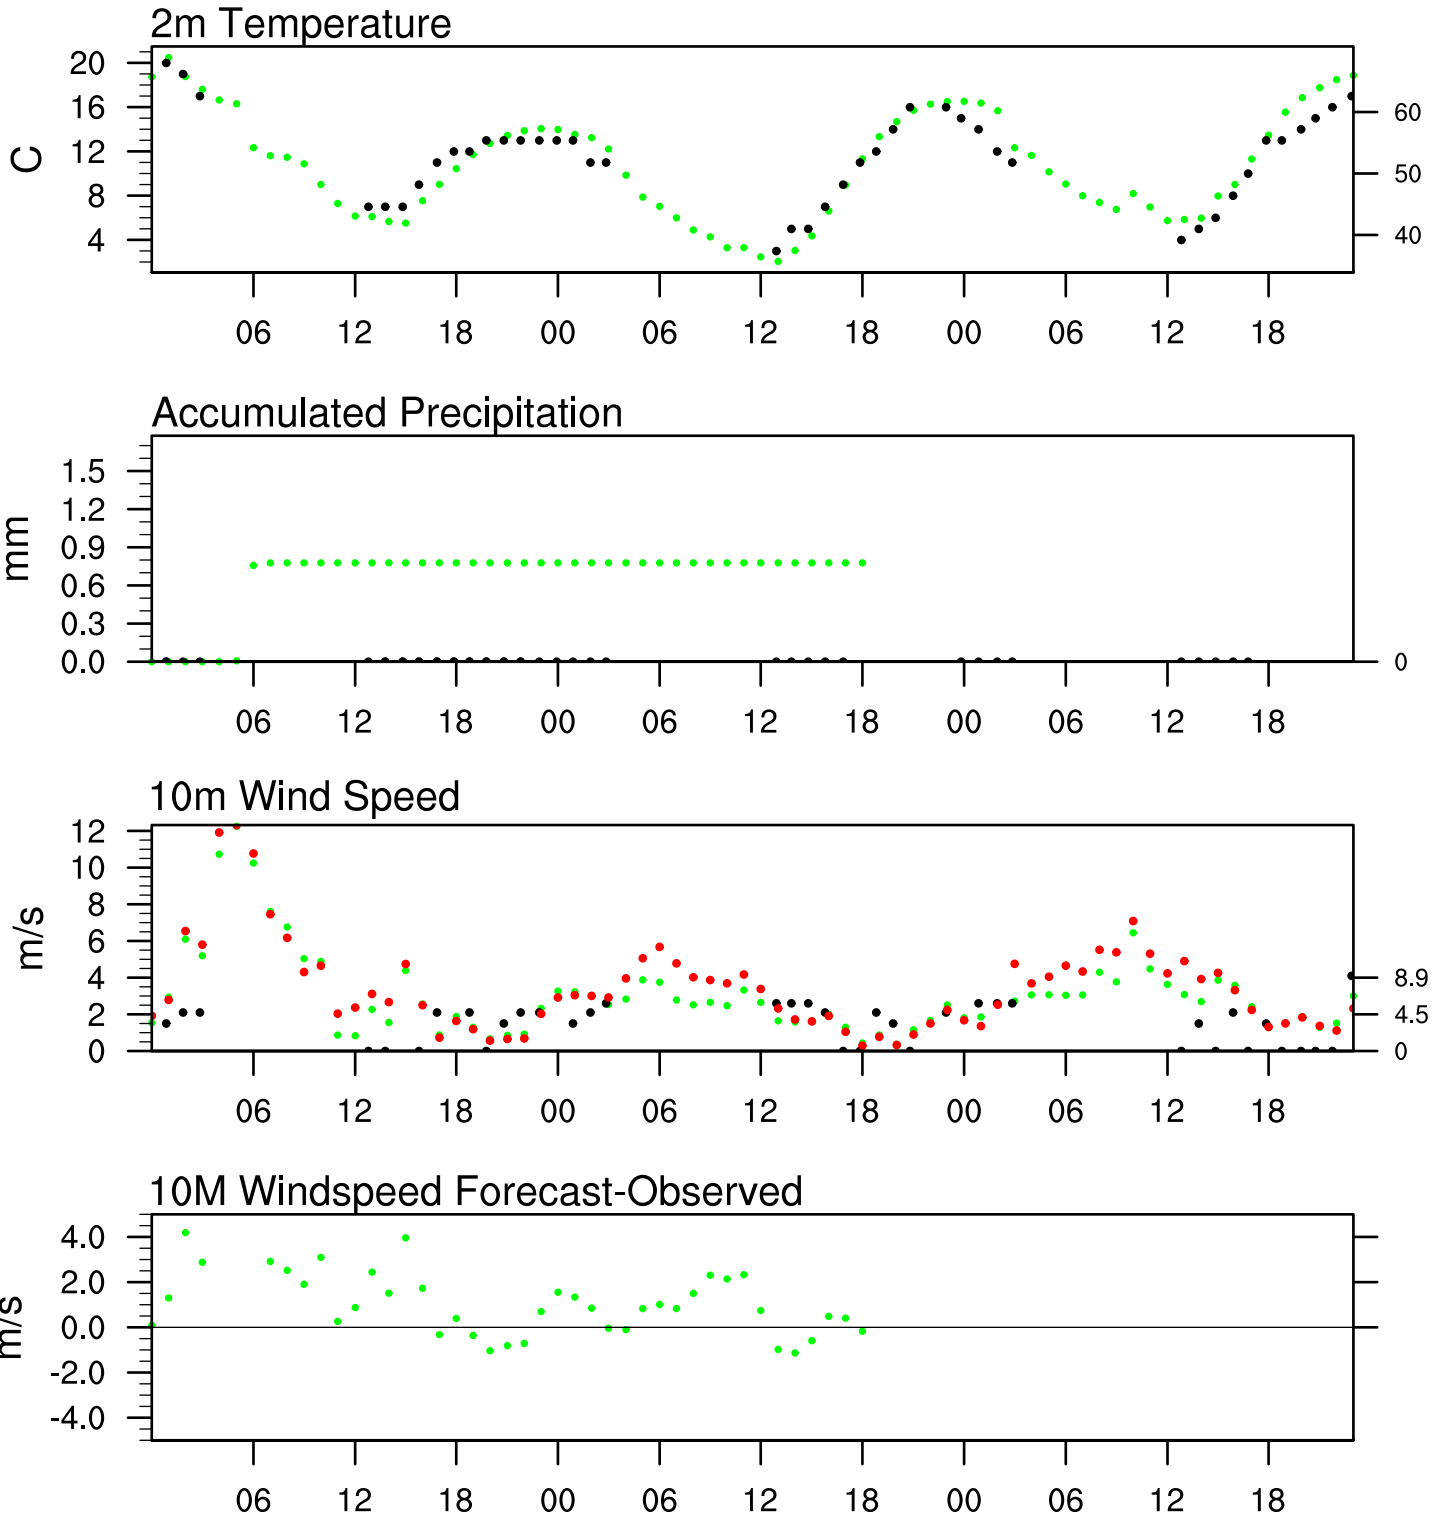 2m Temperature
20
16
12
8
4
C
60
50
40
06 12 18 00 06 12 18 00 06 12 18
Accumulated Precipitation
1.5
1.2
0.9
0.6
0.3
0.0
mm
0
06 12 18 00 06 12 18 00 06 12 18
10m Wind Speed
12
10
8
6
4
2
0
m/s
8.9
4.5
0
06 12 18 00 06 12 18 00 06 12 18
10M Windspeed Forecast-Observed
4.0
2.0
0.0
-2.0
-4.0
m/s
06 12 18 00 06 12 18 00 06 12 18